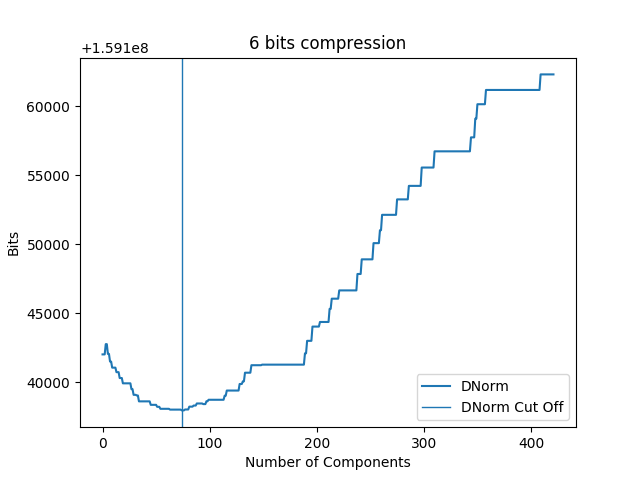 6 bits compression
+1.591e8
60000
55000
50000
45000
40000
Bits
0 100 200 300 400
Number of Components
DNorm
DNorm Cut Off